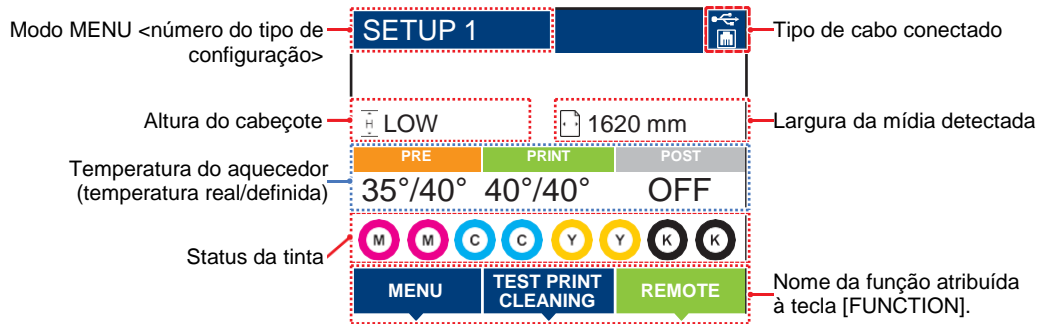 Modo MENU <número do tipo de
configuração>
SETUP 1
Tipo de cabo conectado
Altura do cabeçote
H LOW
1620 mm
Largura da mídia detectada
Temperatura do aquecedor
(temperatura real/definida)
PRE PRINT POST
35°/40° 40°/40° OFF
Status da tinta
M M C C Y Y K K
MENU
TEST PRINT
CLEANING
REMOTE
Nome da função atribuída
à tecla [FUNCTION].